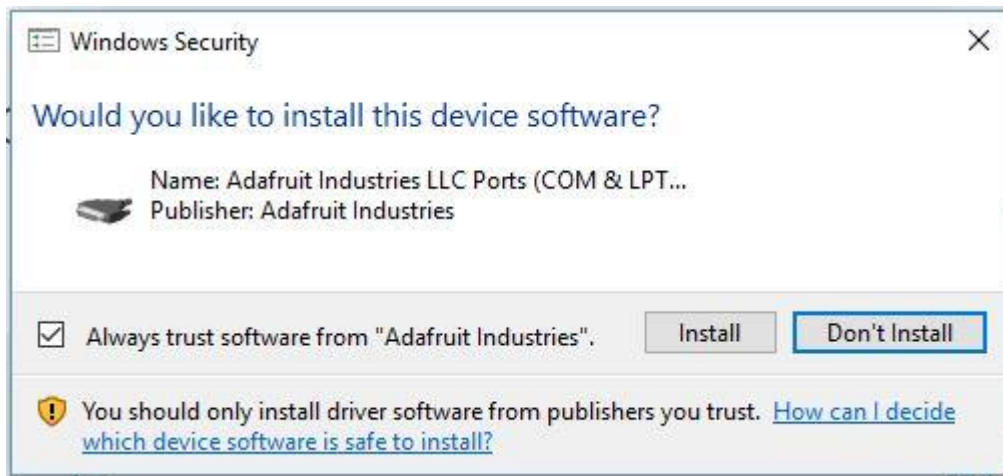 Windows Security
Would you like to install this device software?
Name: Adafruit Industries LLC Ports (COM & LPT...
Publisher: Adafruit Industries
Always trust software from "Adafruit Industries".
Install
Don't Install
You should only install driver software from publishers you trust. How can I decide
which device software is safe to install?